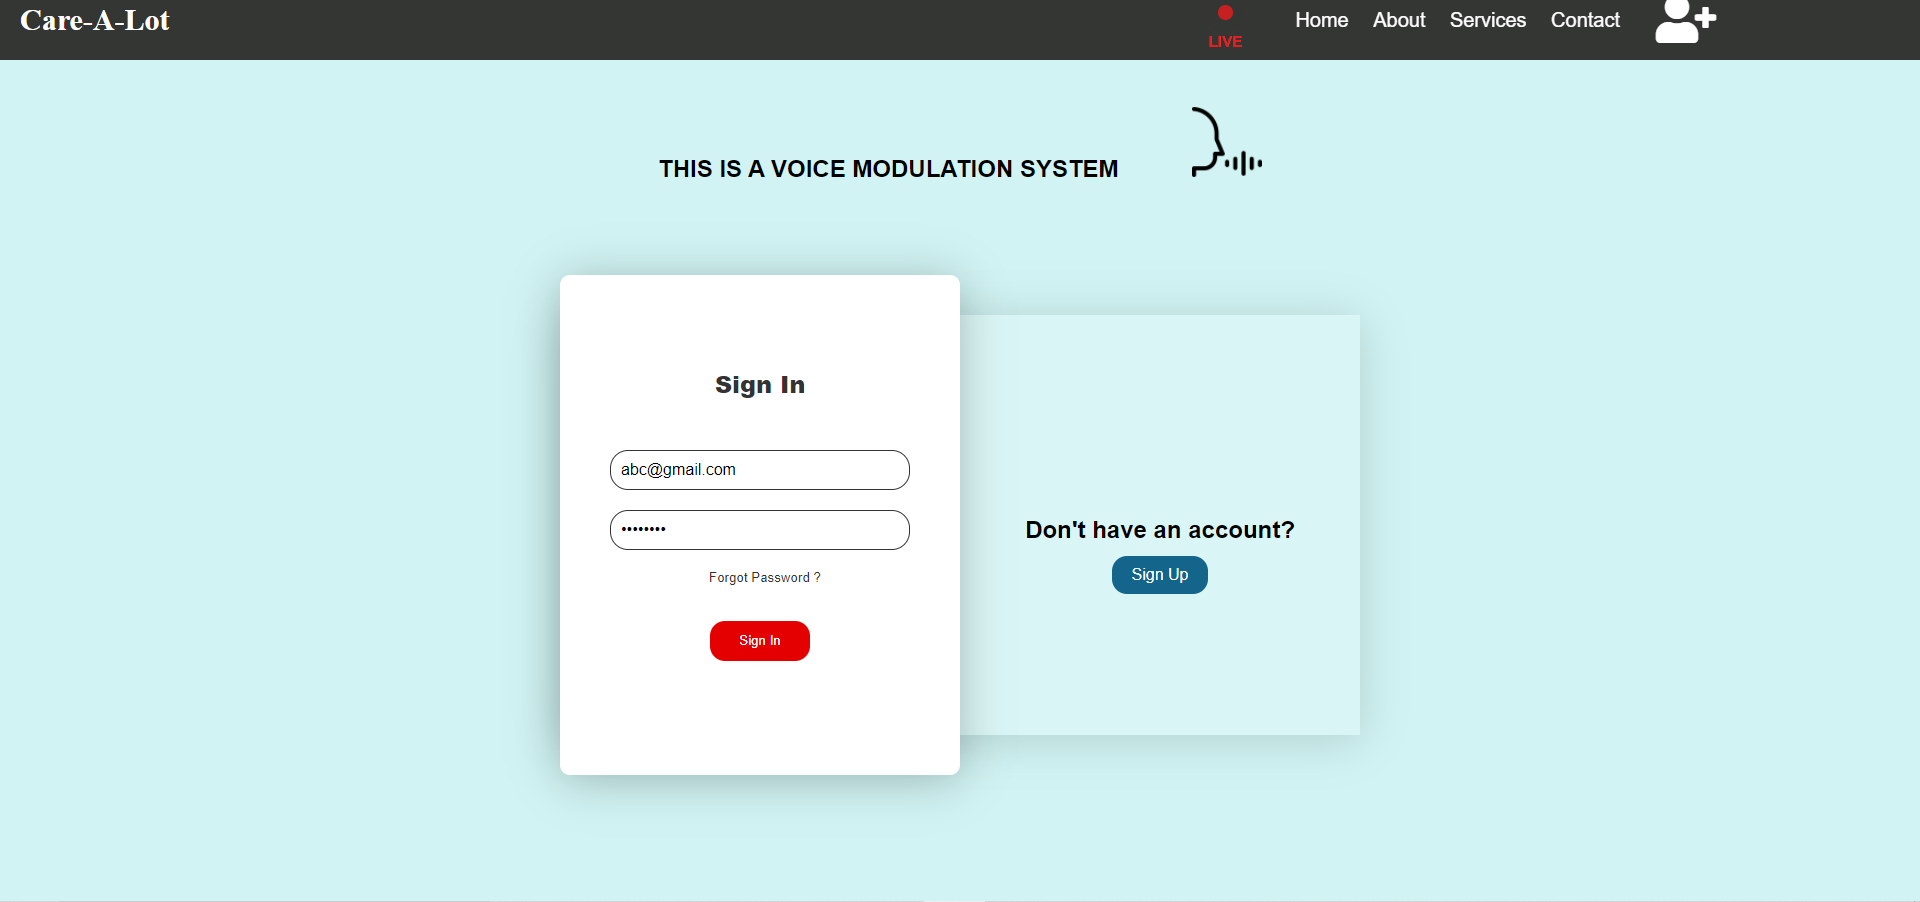 Care-A-Lot
LIVE
Home About Services Contact
THIS IS A VOICE MODULATION SYSTEM
Sign In
abc@gmail.com
••••••••
Forgot Password ?
Sign In
Don't have an account?
Sign Up